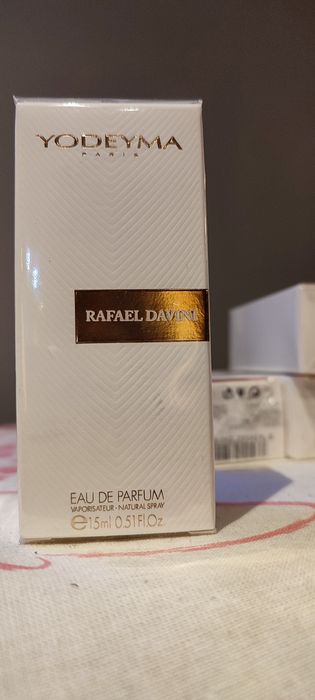 YODEYMA
PARIS
RAFAEL DAVINI
EAU DE PARFUM
VAPORISATEUR - NATURAL SPRAY
℮15ml 0.51Fl.Oz.